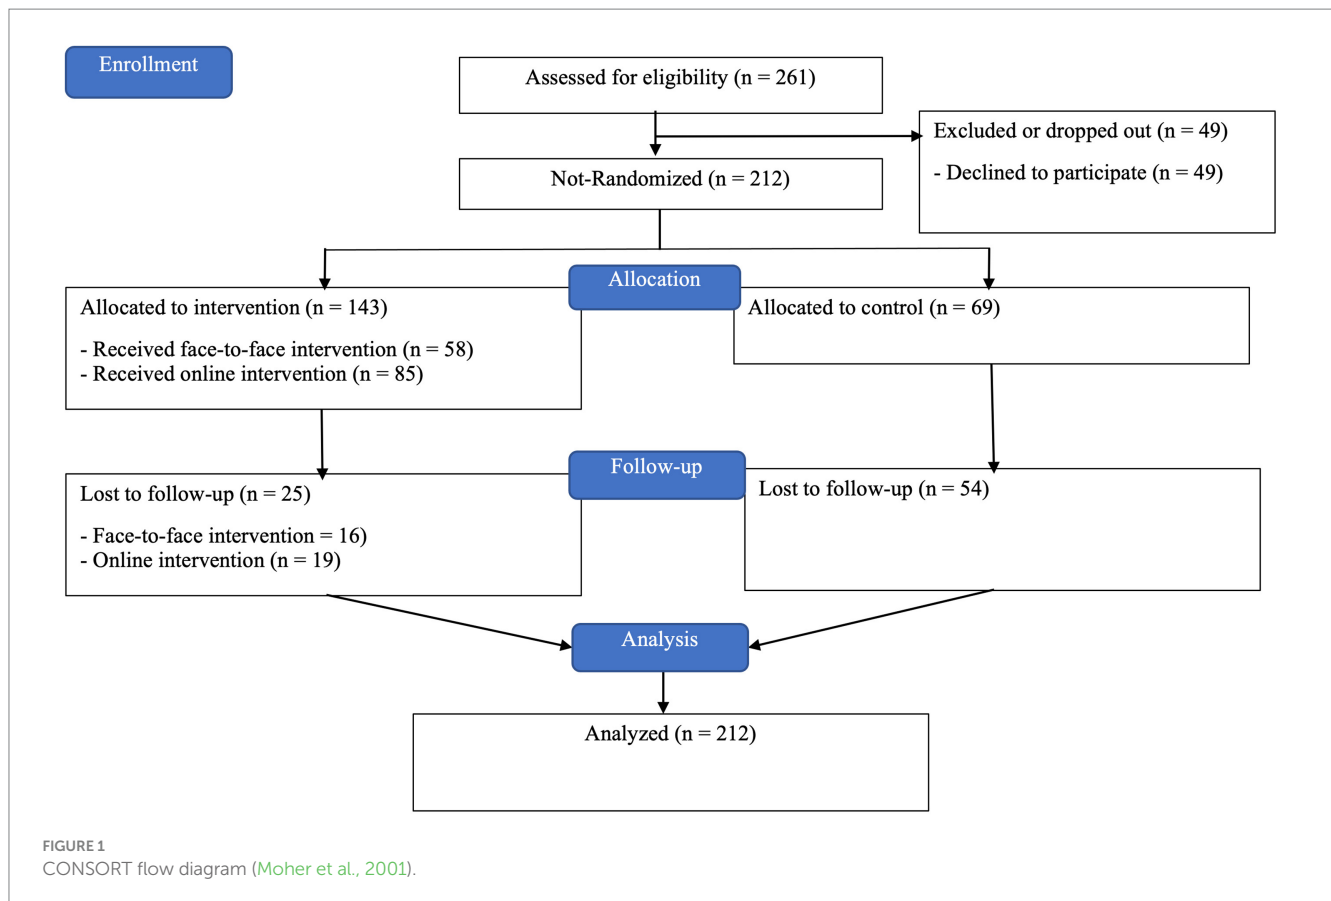 Enrollment
Assessed for eligibility (n = 261)
Excluded or dropped out (n = 49)
- Declined to participate (n = 49)
Not-Randomized (n = 212)
Allocation
Allocated to intervention (n = 143)
- Received face-to-face intervention (n = 58)
- Received online intervention (n = 85)
Allocated to control (n = 69)
Follow-up
Lost to follow-up (n = 25)
- Face-to-face intervention = 16)
- Online intervention (n = 19)
Lost to follow-up (n = 54)
Analysis
Analyzed (n = 212)
FIGURE 1
CONSORT flow diagram (Moher et al., 2001).